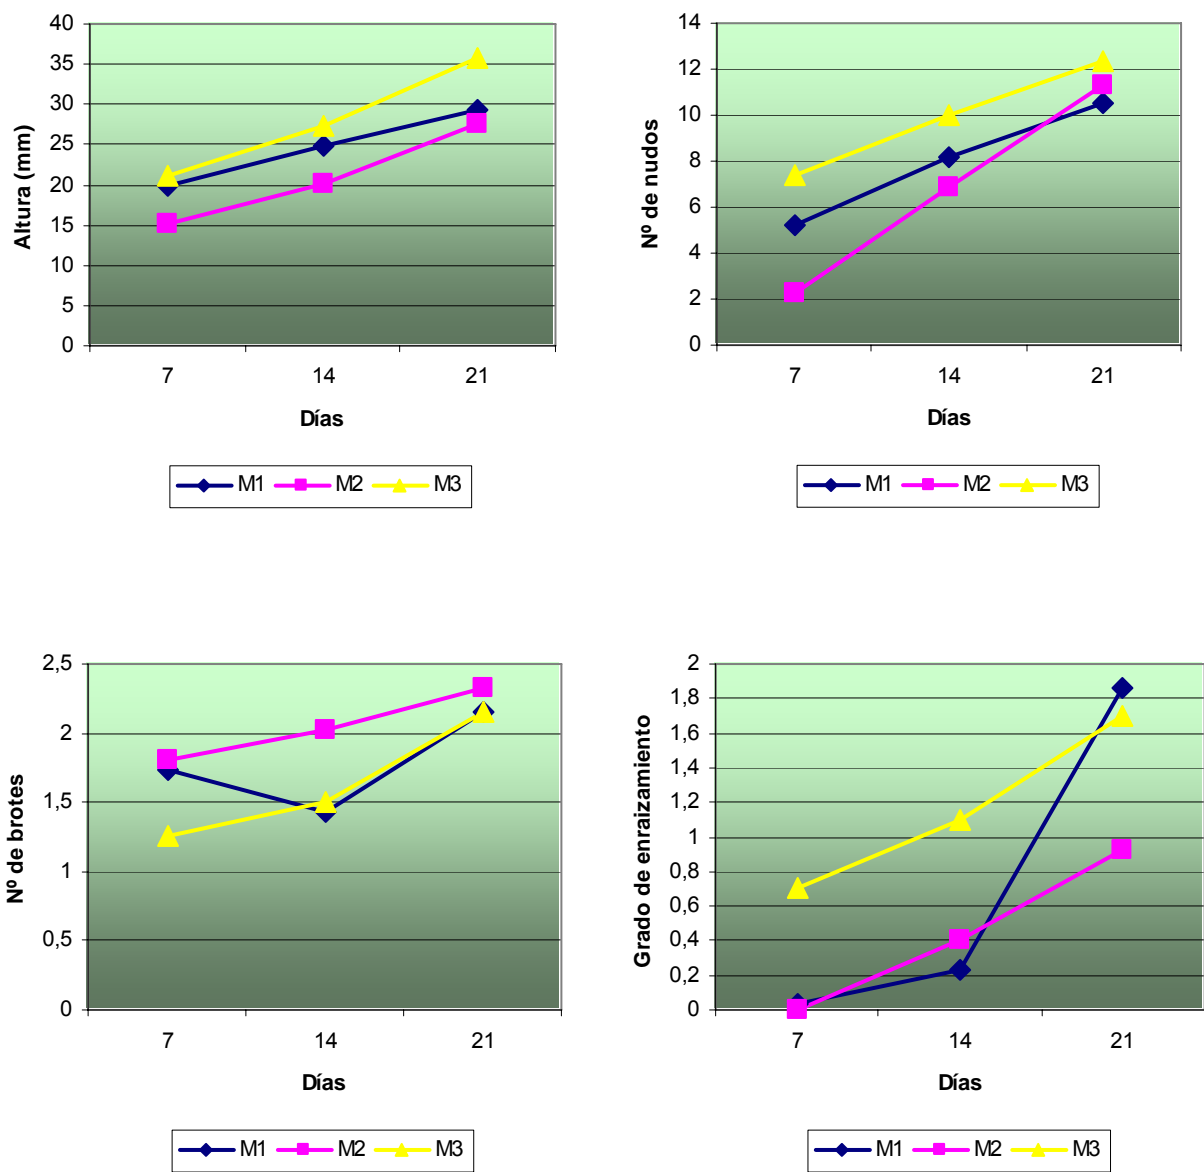 Altura (mm)
40
35
30
25
20
15
10
5
0
7 14 21
Días
M1 M2 M3
Nº de nudos
14
12
10
8
6
4
2
0
7 14 21
Días
M1 M2 M3
Nº de brotes
2,5
2
1,5
1
0,5
0
7 14 21
Días
M1 M2 M3
Grado de enraizamiento
2
1,8
1,6
1,4
1,2
1
0,8
0,6
0,4
0,2
0
7 14 21
Días
M1 M2 M3